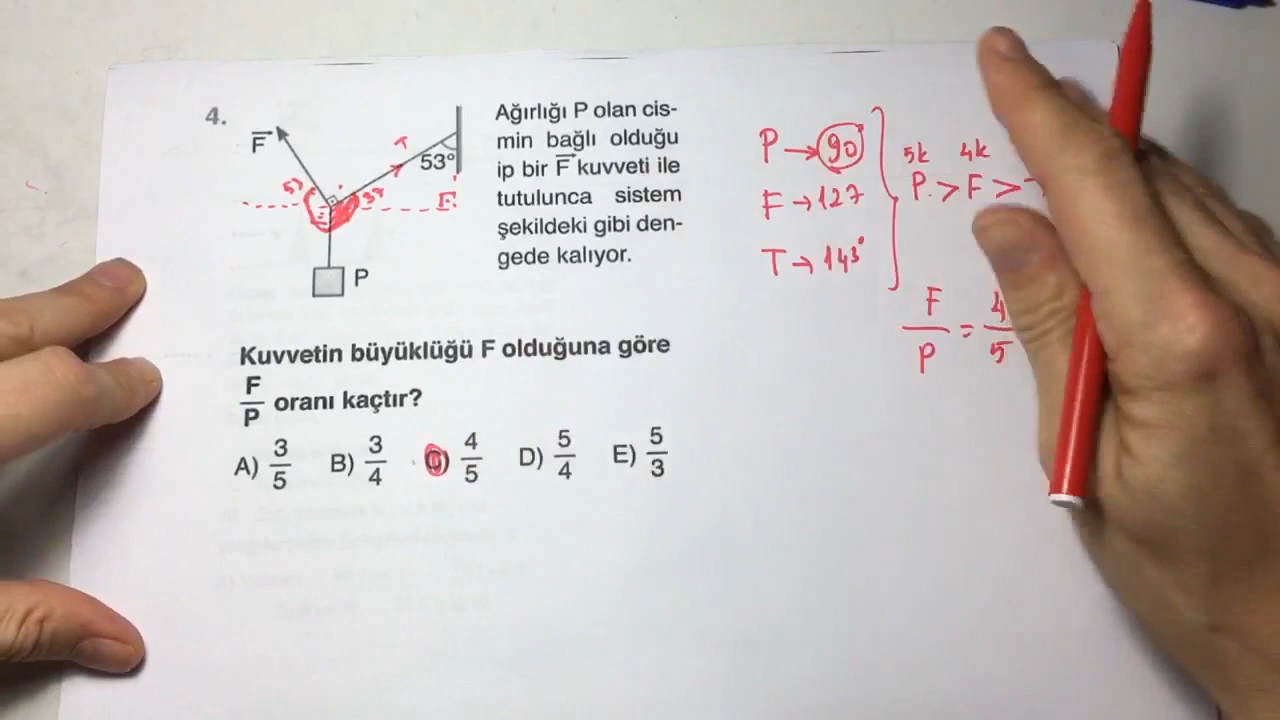 4.
F
T
53°
53
37
P
Ağırlığı P olan cis-
min bağlı olduğu
ip bir F kuvveti ile
tutulunca sistem
şekildeki gibi den-
gede kalıyor.
Kuvvetin büyüklüğü F olduğuna göre
F/P oranı kaçtır?
A) 3/5 B) 3/4 C) 4/5 D) 5/4 E) 5/3
P → 90
F → 127
T → 143°
5k 4k
P > F >
F/P = 4/5